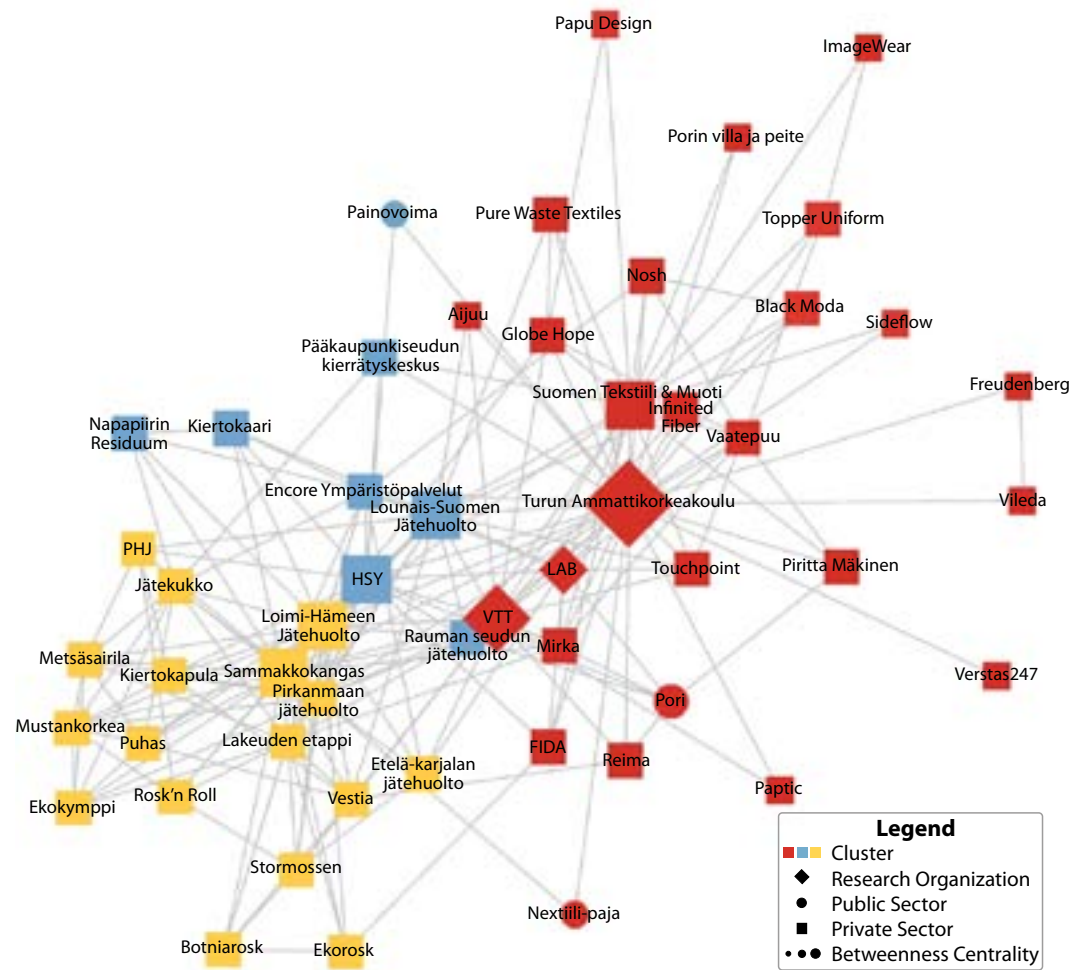 Papu Design
ImageWear
Porin villa ja peite
Painovoima
Pure Waste Textiles
Topper Uniform
Nosh
Black Moda
Aijuu
Sideflow
Globe Hope
Pääkaupunkiseudun
kierrätyskeskus
Suomen Tekstiili & Muoti
Freudenberg
Infinited
Fiber
Napapiirin
Residuum
Kiertokaari
Vaatepuu
Encore Ympäristöpalvelut
Lounais-Suomen
Jätehuolto
Turun Ammattikorkeakoulu
Vileda
PHJ
Jätekukko
HSY
LAB
Touchpoint
Piritta Mäkinen
Loimi-Hämeen
Jätehuolto
VTT
Rauman seudun
jätehuolto
Mirka
Metsäsairila
Kiertokapula
Sammakkokangas
Verstas247
Pirkanmaan
jätehuolto
Pori
Mustankorkea
Puhas
Lakeuden etappi
FIDA
Reima
Etelä-karjalan
jätehuolto
Paptic
Ekokymppi
Rosk'n Roll
Vestia
Stormossen
Nextiili-paja
Botniarosk
Ekorosk
Legend
Cluster
Research Organization
Public Sector
Private Sector
Betweenness Centrality